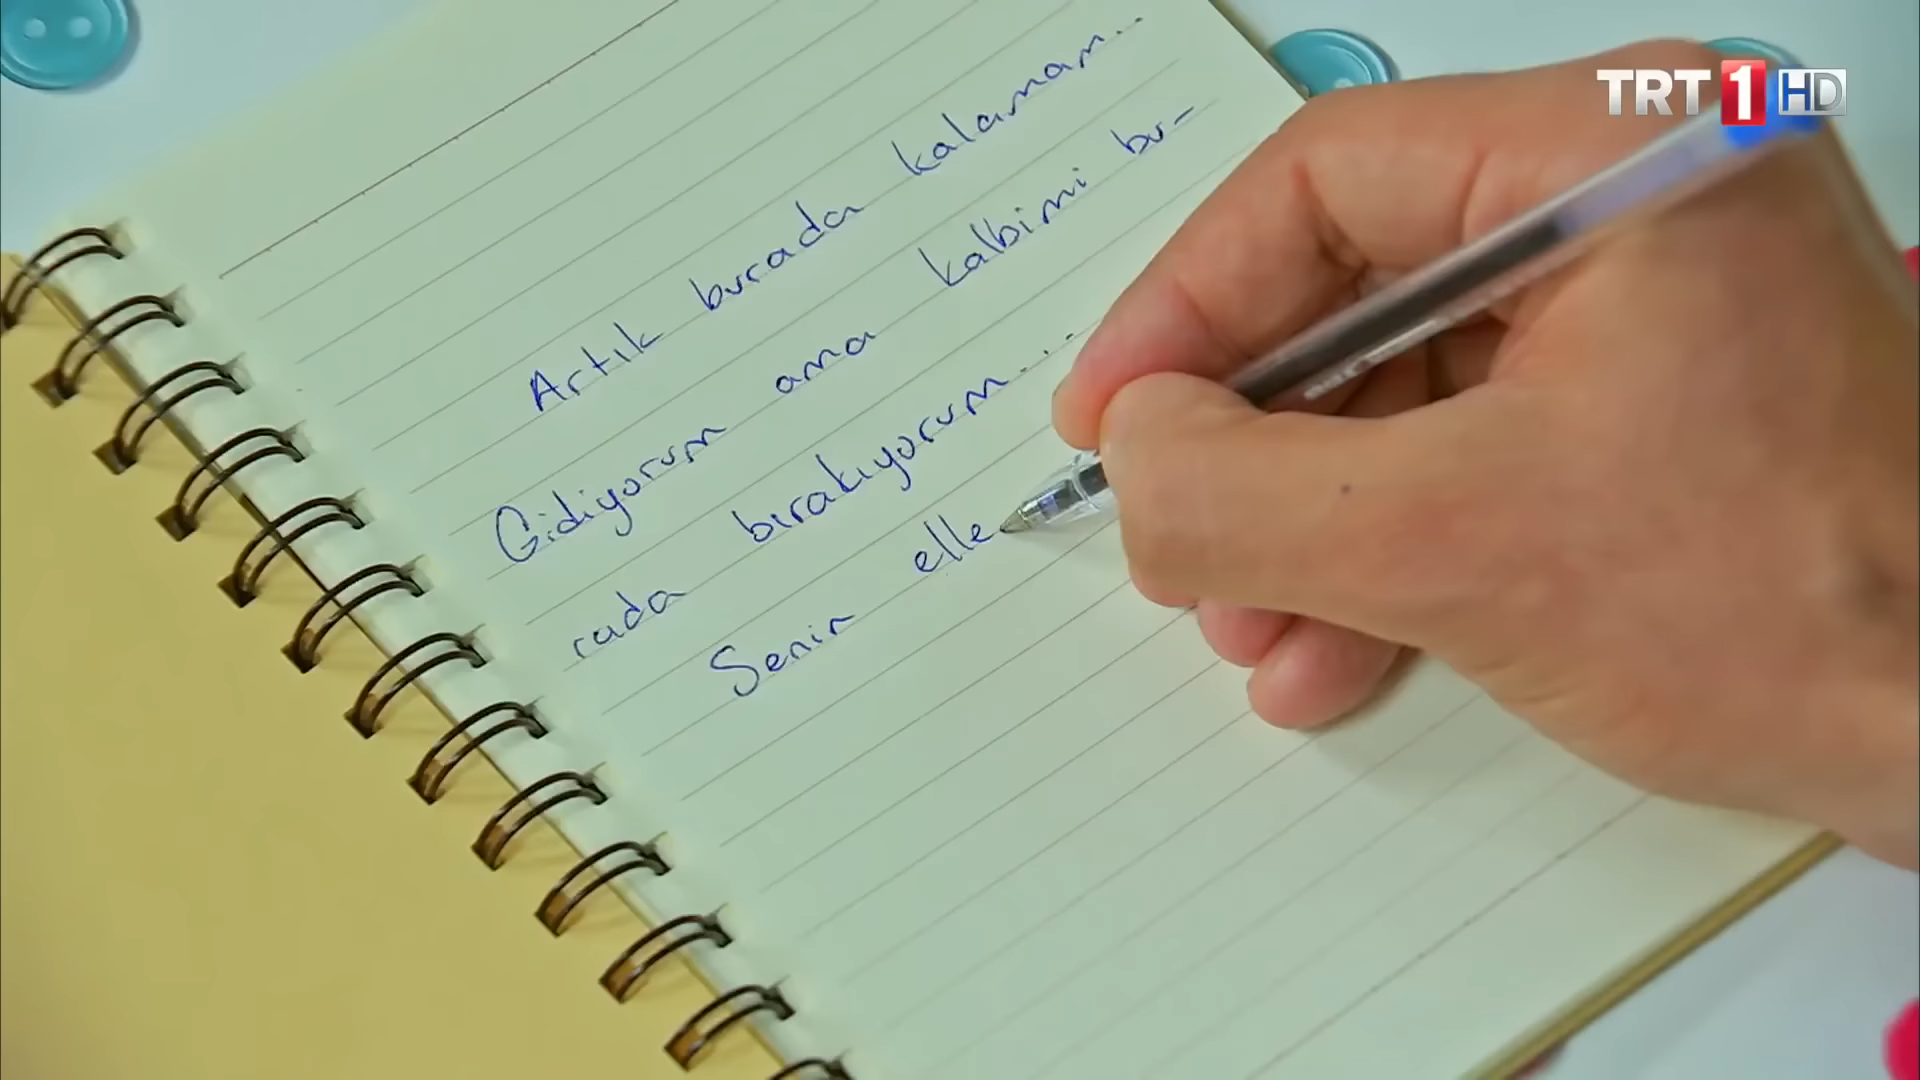 TRT 1 HD
Artık burada kalamam...
Gidiyorum ama kalbimi bu-
rada bırakıyorum...
Senin elle